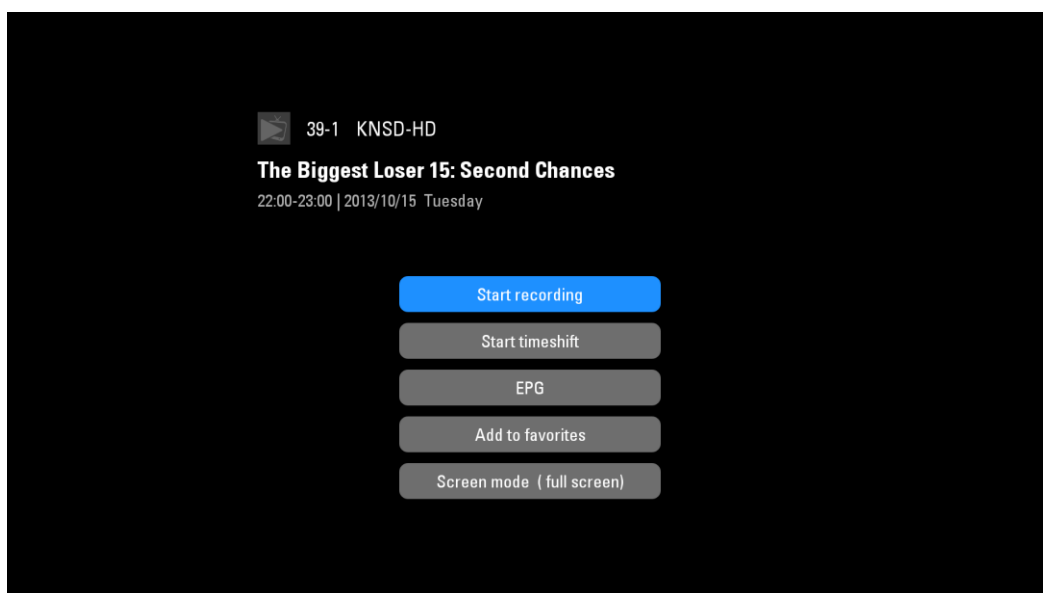 39-1 KNSD-HD
The Biggest Loser 15: Second Chances
22:00-23:00 | 2013/10/15 Tuesday
Start recording
Start timeshift
EPG
Add to favorites
Screen mode ( full screen)